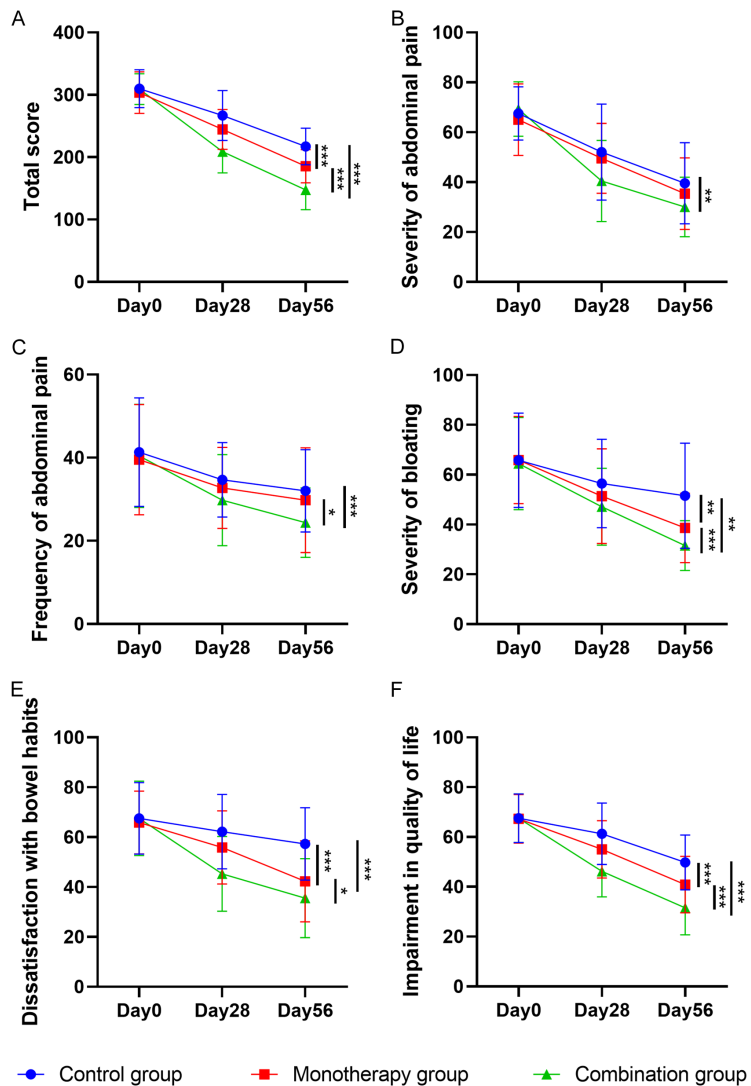 A
Total score
400
300
200
100
0
Day0 Day28 Day56
***
***
***
B
Severity of abdominal pain
100
80
60
40
20
0
Day0 Day28 Day56
**
C
Frequency of abdominal pain
60
40
20
0
Day0 Day28 Day56
*
***
D
Severity of bloating
100
80
60
40
20
0
Day0 Day28 Day56
**
***
**
E
Dissatisfaction with bowel habits
100
80
60
40
20
0
Day0 Day28 Day56
***
*
***
F
Impairment in quality of life
100
80
60
40
20
0
Day0 Day28 Day56
***
***
***
Control group Monotherapy group Combination group